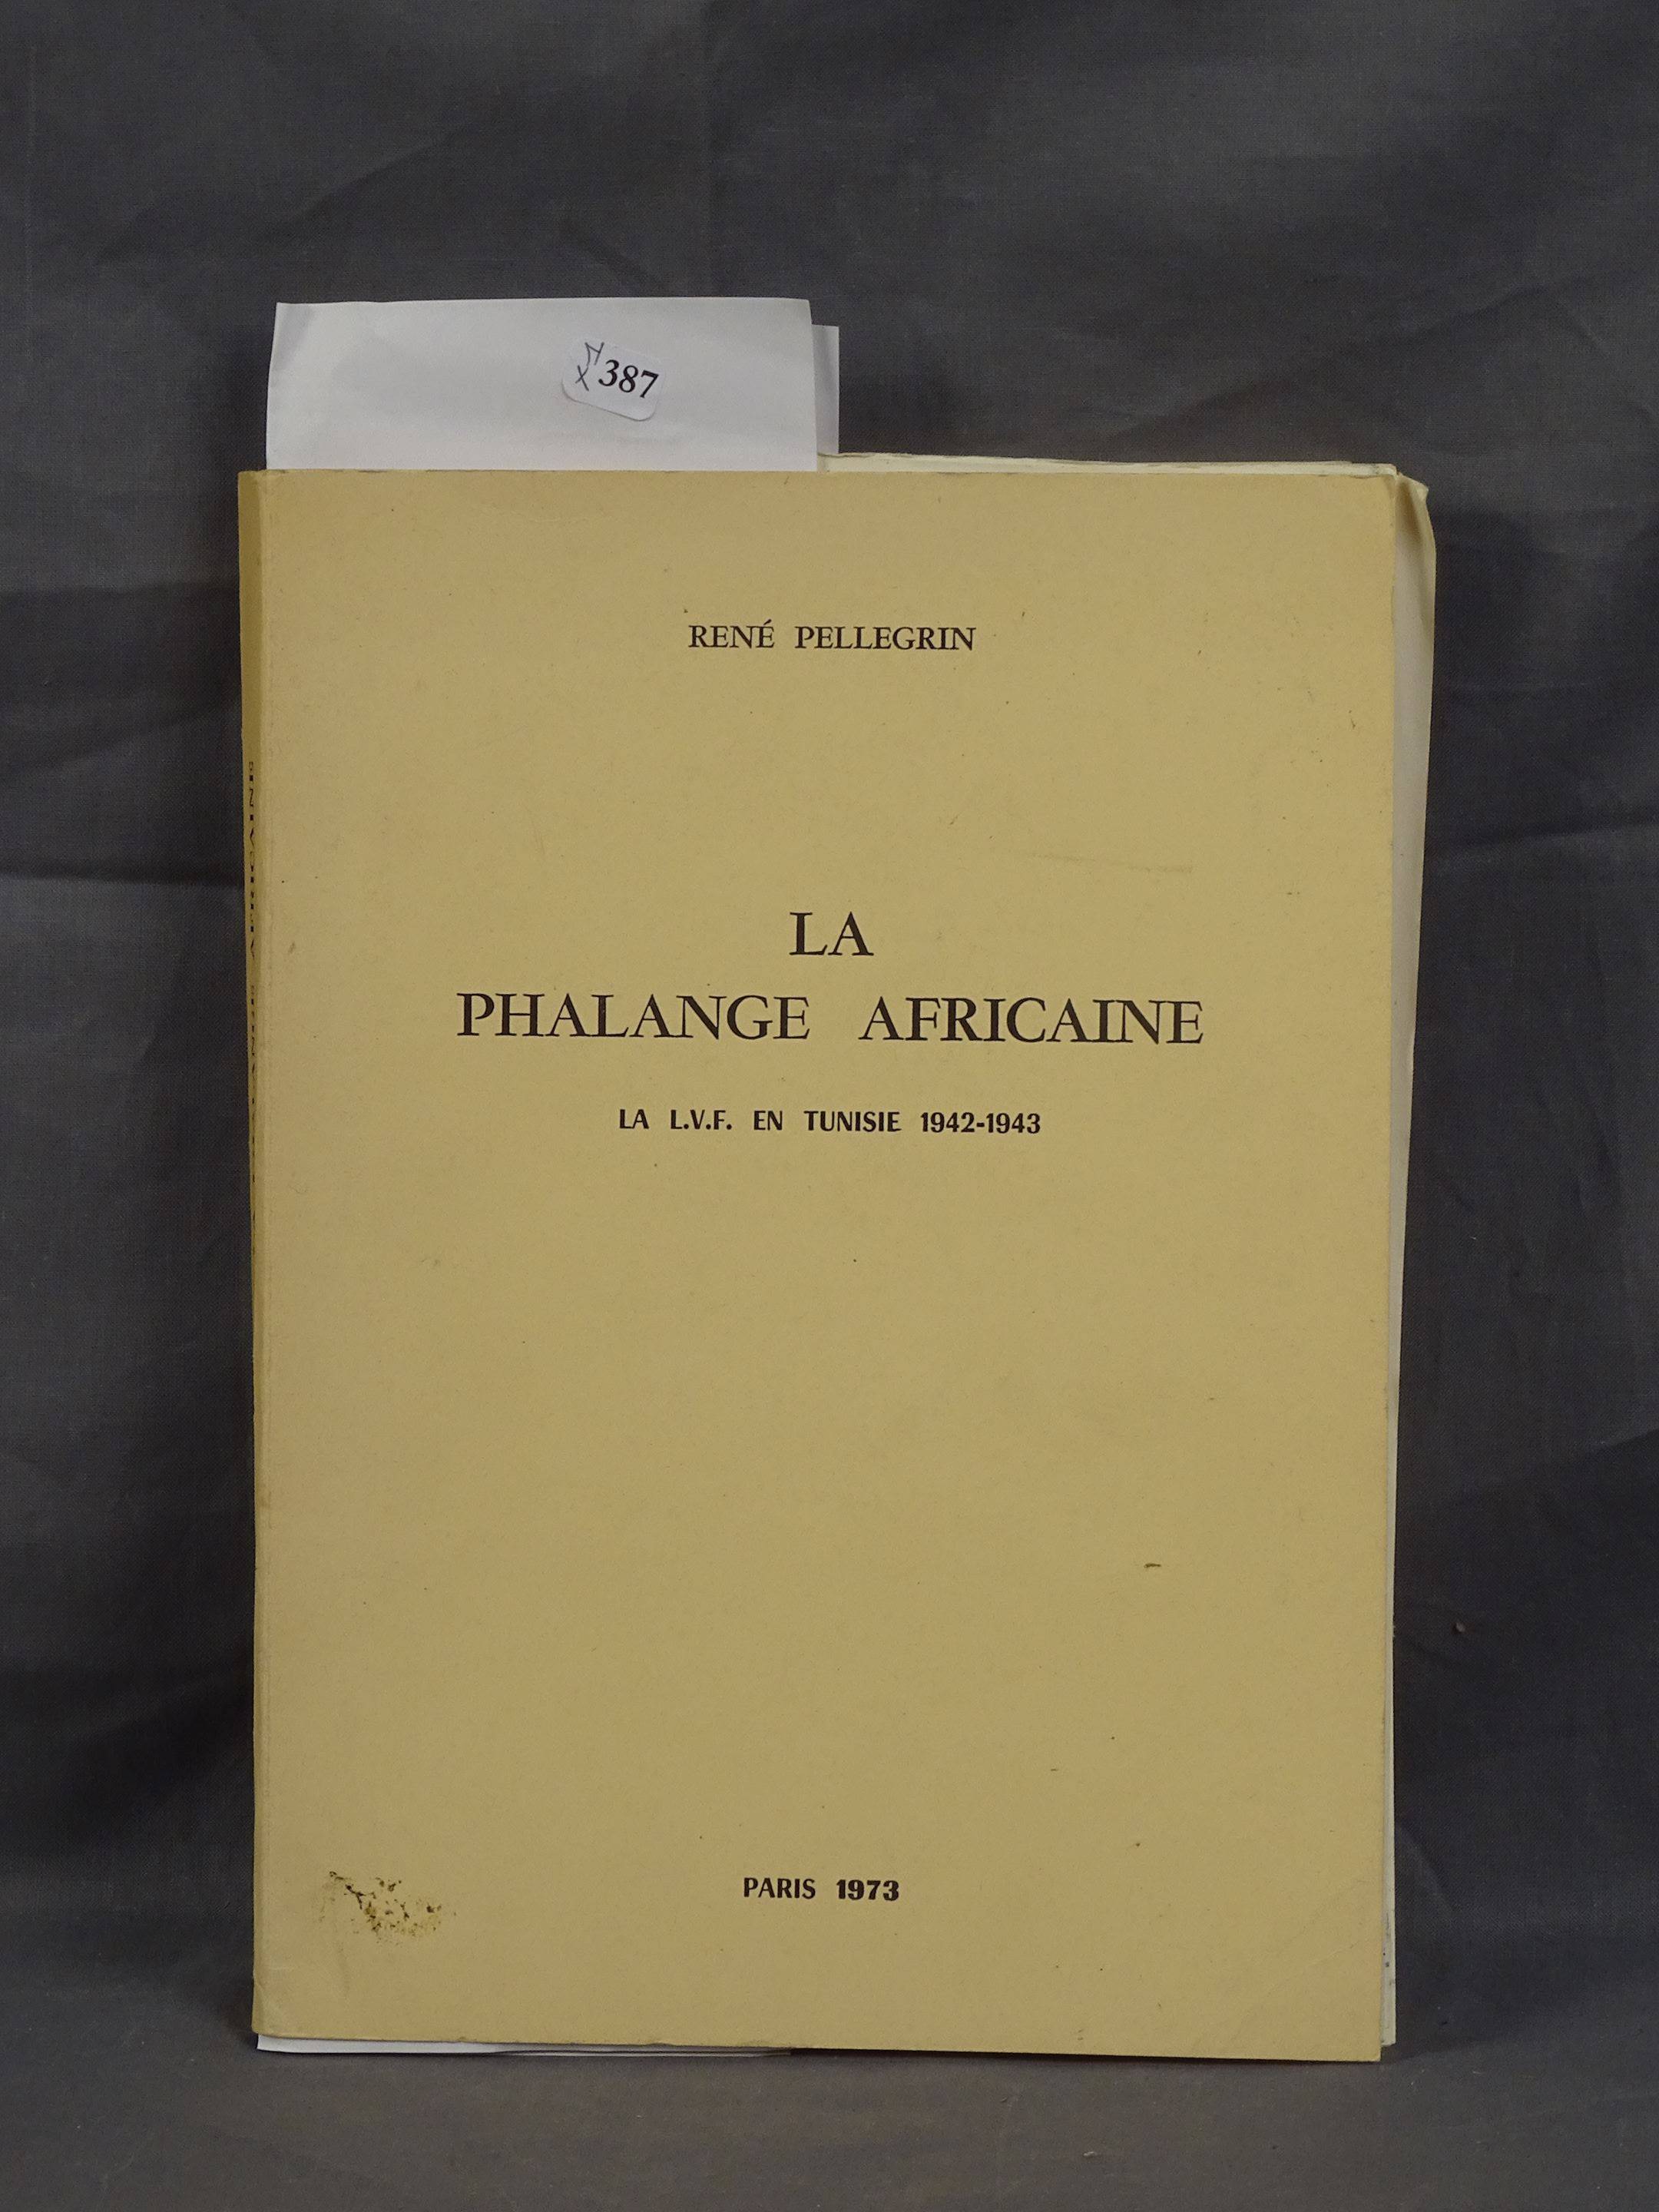 387
RENÉ PELLEGRIN
LA
PHALANGE AFRICAINE
LA L.V.F. EN TUNISIE 1942-1943
PARIS 1973